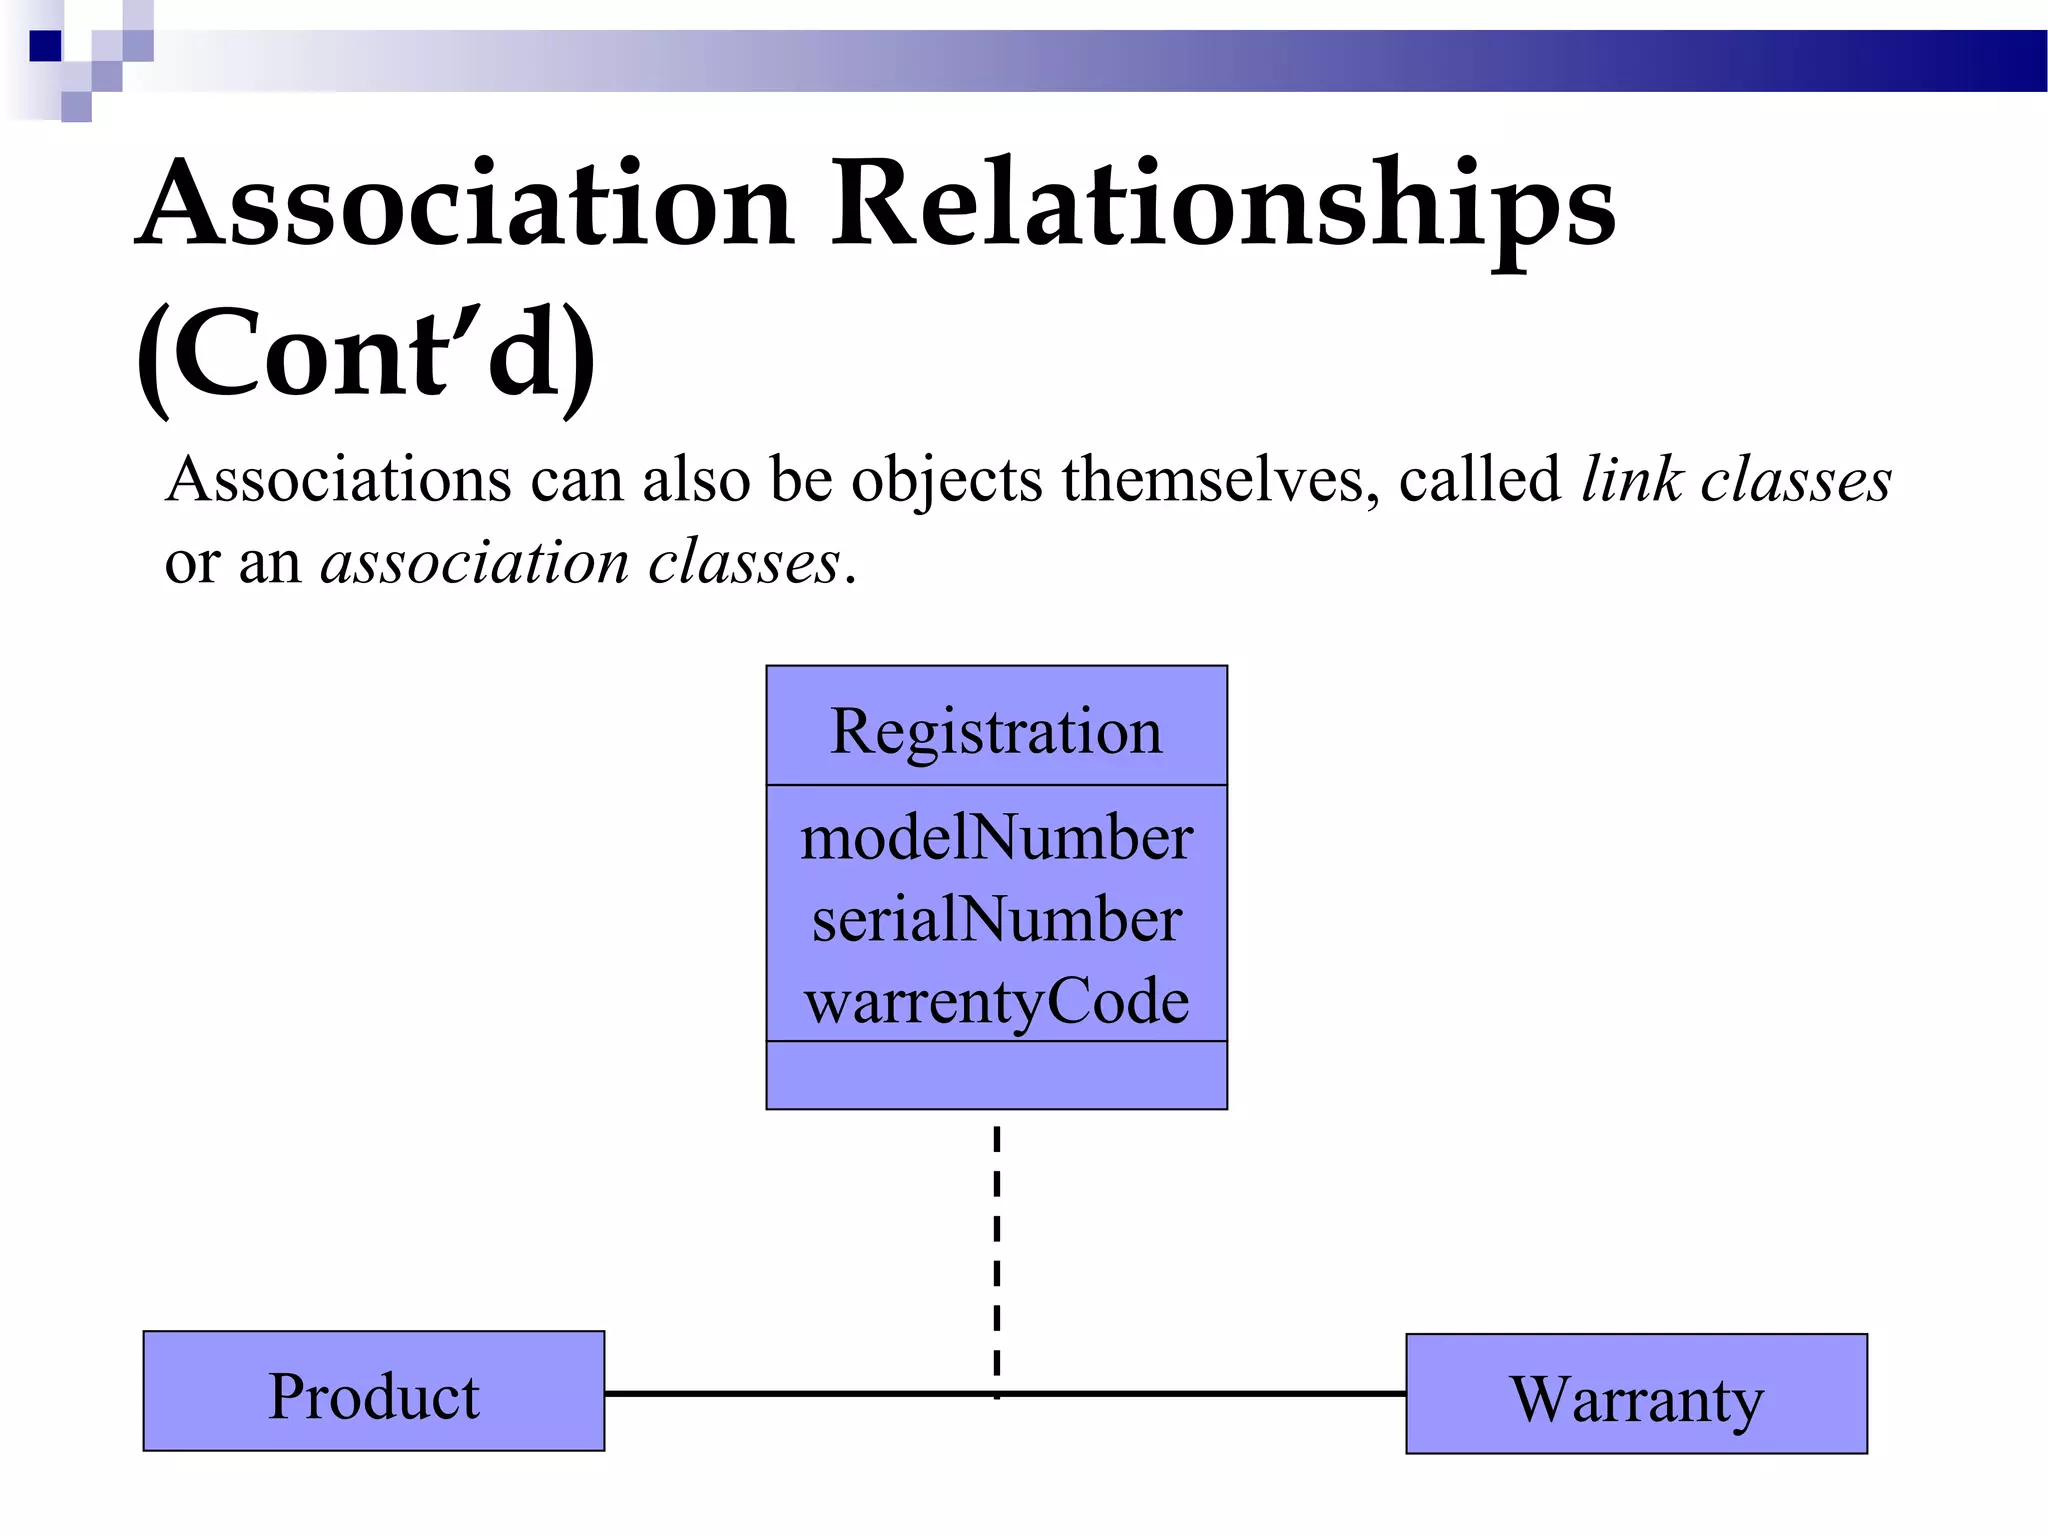 Association Relationships
(Cont’d)
Associations can also be objects themselves, called link classes
or an association classes.
Registration
modelNumber
serialNumber
warrentyCode
Product
Warranty